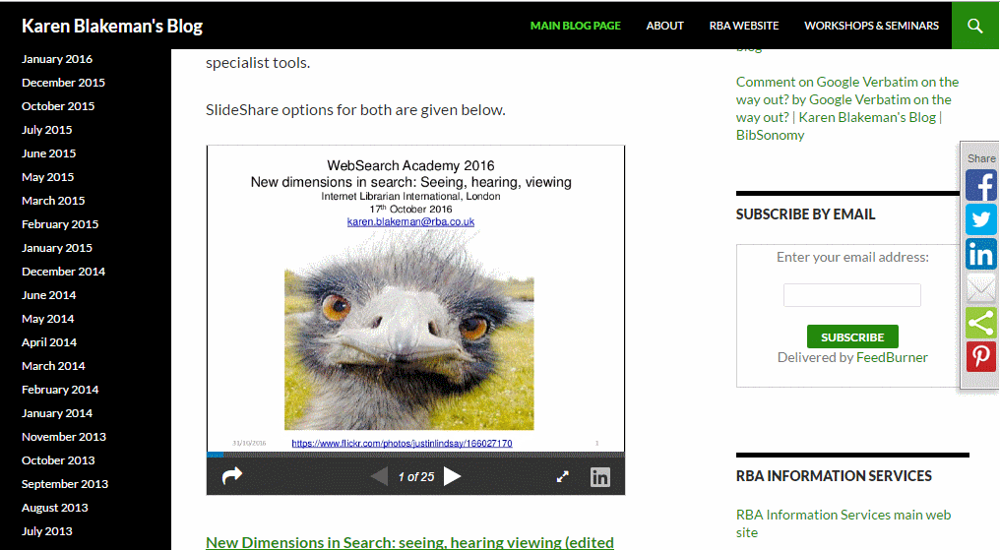 Karen Blakeman's Blog
MAIN BLOG PAGE
ABOUT
RBA WEBSITE
WORKSHOPS & SEMINARS
January 2016
December 2015
October 2015
July 2015
June 2015
May 2015
March 2015
February 2015
January 2015
December 2014
June 2014
May 2014
April 2014
March 2014
February 2014
January 2014
November 2013
October 2013
September 2013
August 2013
July 2013
specialist tools.
SlideShare options for both are given below.
WebSearch Academy 2016
New dimensions in search: Seeing, hearing, viewing
Internet Librarian International, London
17th October 2016
karen.blakeman@rba.co.uk
31/10/2016
https://www.flickr.com/photos/justinlindsay/166027170
1
1 of 25
in
New Dimensions in Search: seeing, hearing viewing (edited
blog
Comment on Google Verbatim on the
way out? by Google Verbatim on the
way out? | Karen Blakeman's Blog |
BibSonomy
SUBSCRIBE BY EMAIL
Enter your email address:
SUBSCRIBE
Delivered by FeedBurner
RBA INFORMATION SERVICES
RBA Information Services main web
site
Share
f
in